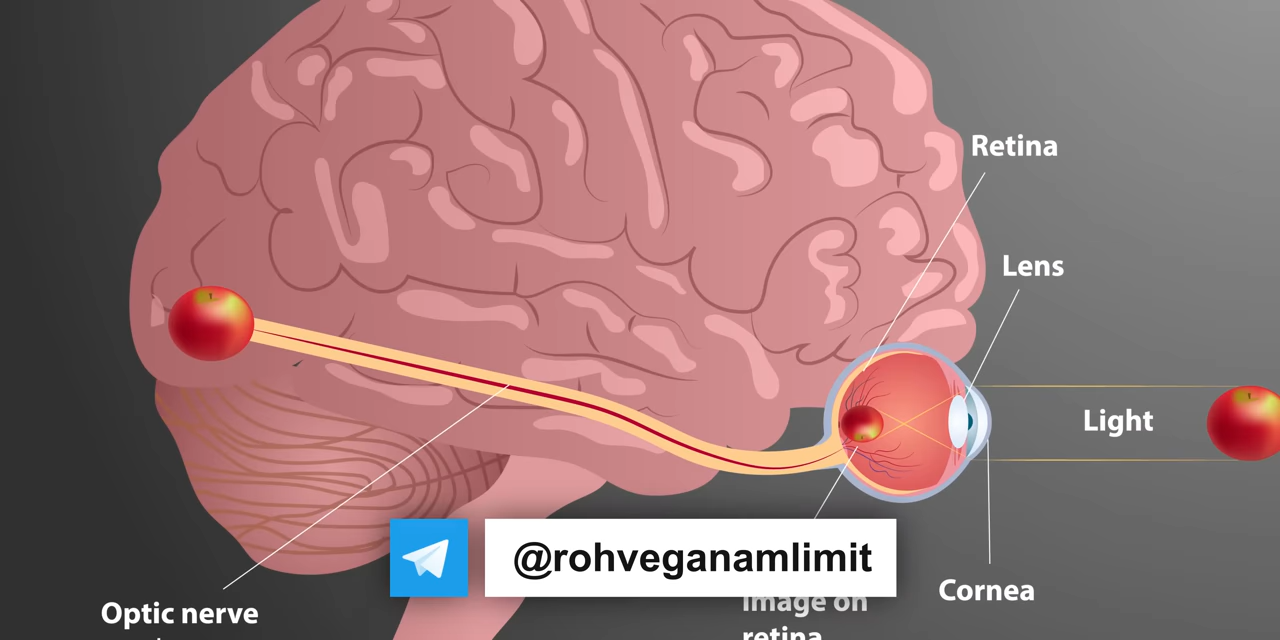 Retina
Lens
Light
@rohveganamlimit
Cornea
Image on
retina
Optic nerve